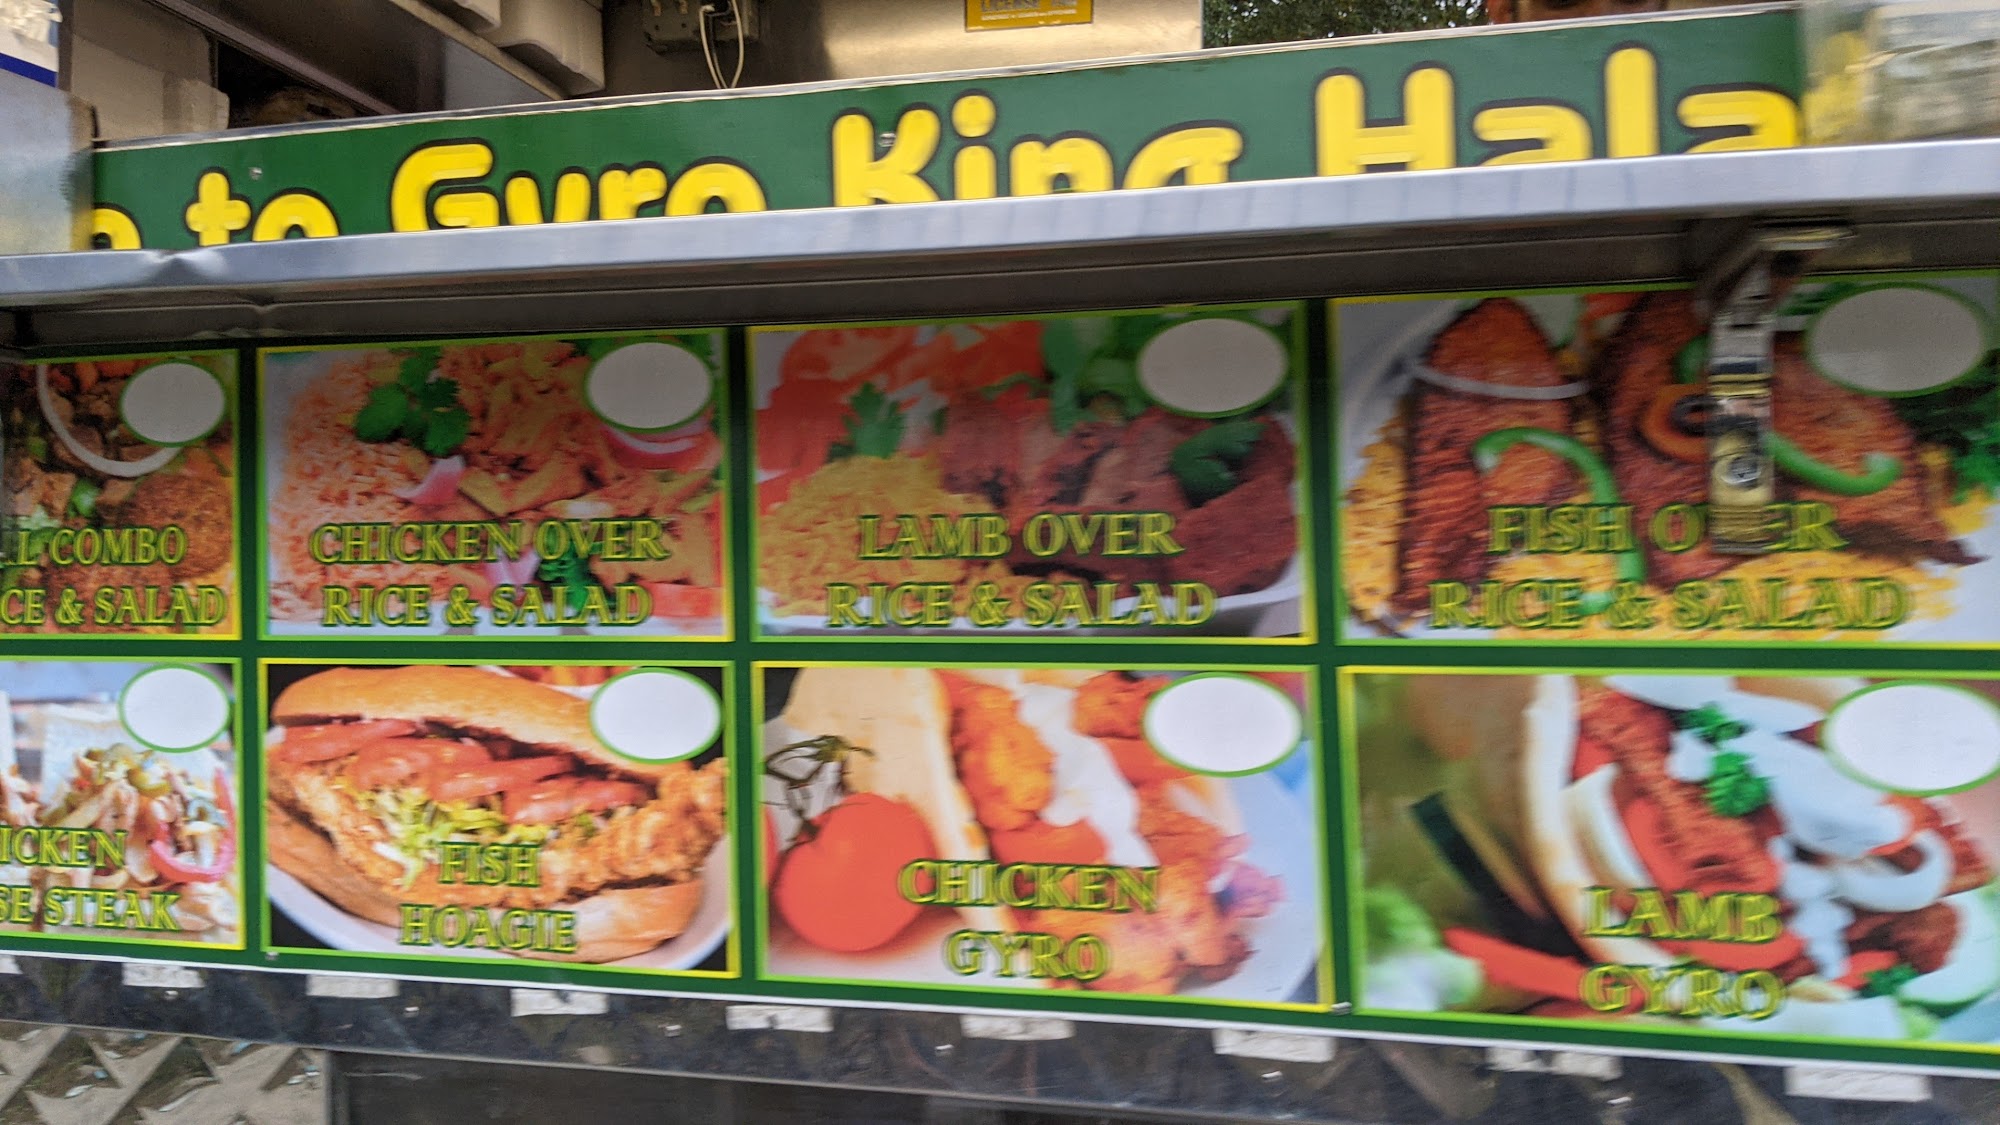 to Gyro King Hala
L COMBO
CE & SALAD
CHICKEN OVER
RICE & SALAD
LAMB OVER
RICE & SALAD
FISH OVER
RICE & SALAD
ICKEN
SE STEAK
FISH
HOAGIE
CHICKEN
GYRO
LAMB
GYRO